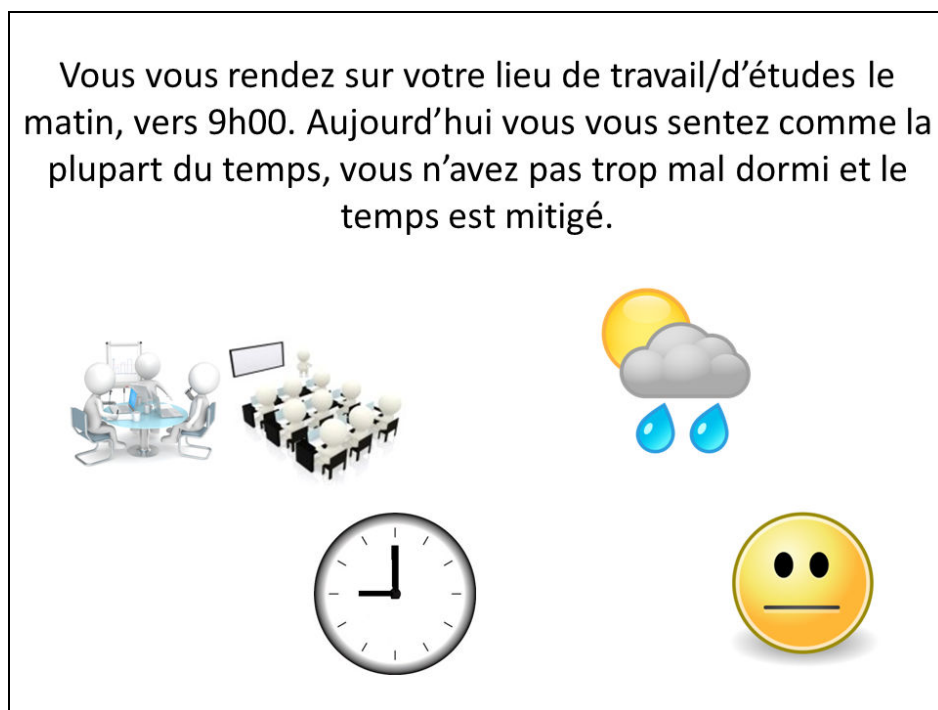 Vous vous rendez sur votre lieu de travail/d’études le
matin, vers 9h00. Aujourd’hui vous vous sentez comme la
plupart du temps, vous n’avez pas trop mal dormi et le
temps est mitigé.